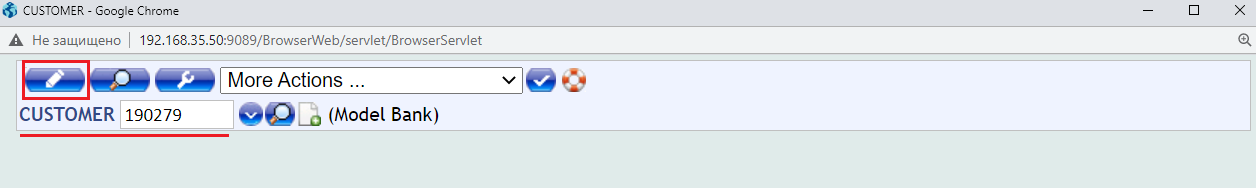 CUSTOMER - Google Chrome
Не защищено | 192.168.35.50:9089/BrowserWeb/servlet/BrowserServlet
More Actions ...
CUSTOMER 190279 (Model Bank)